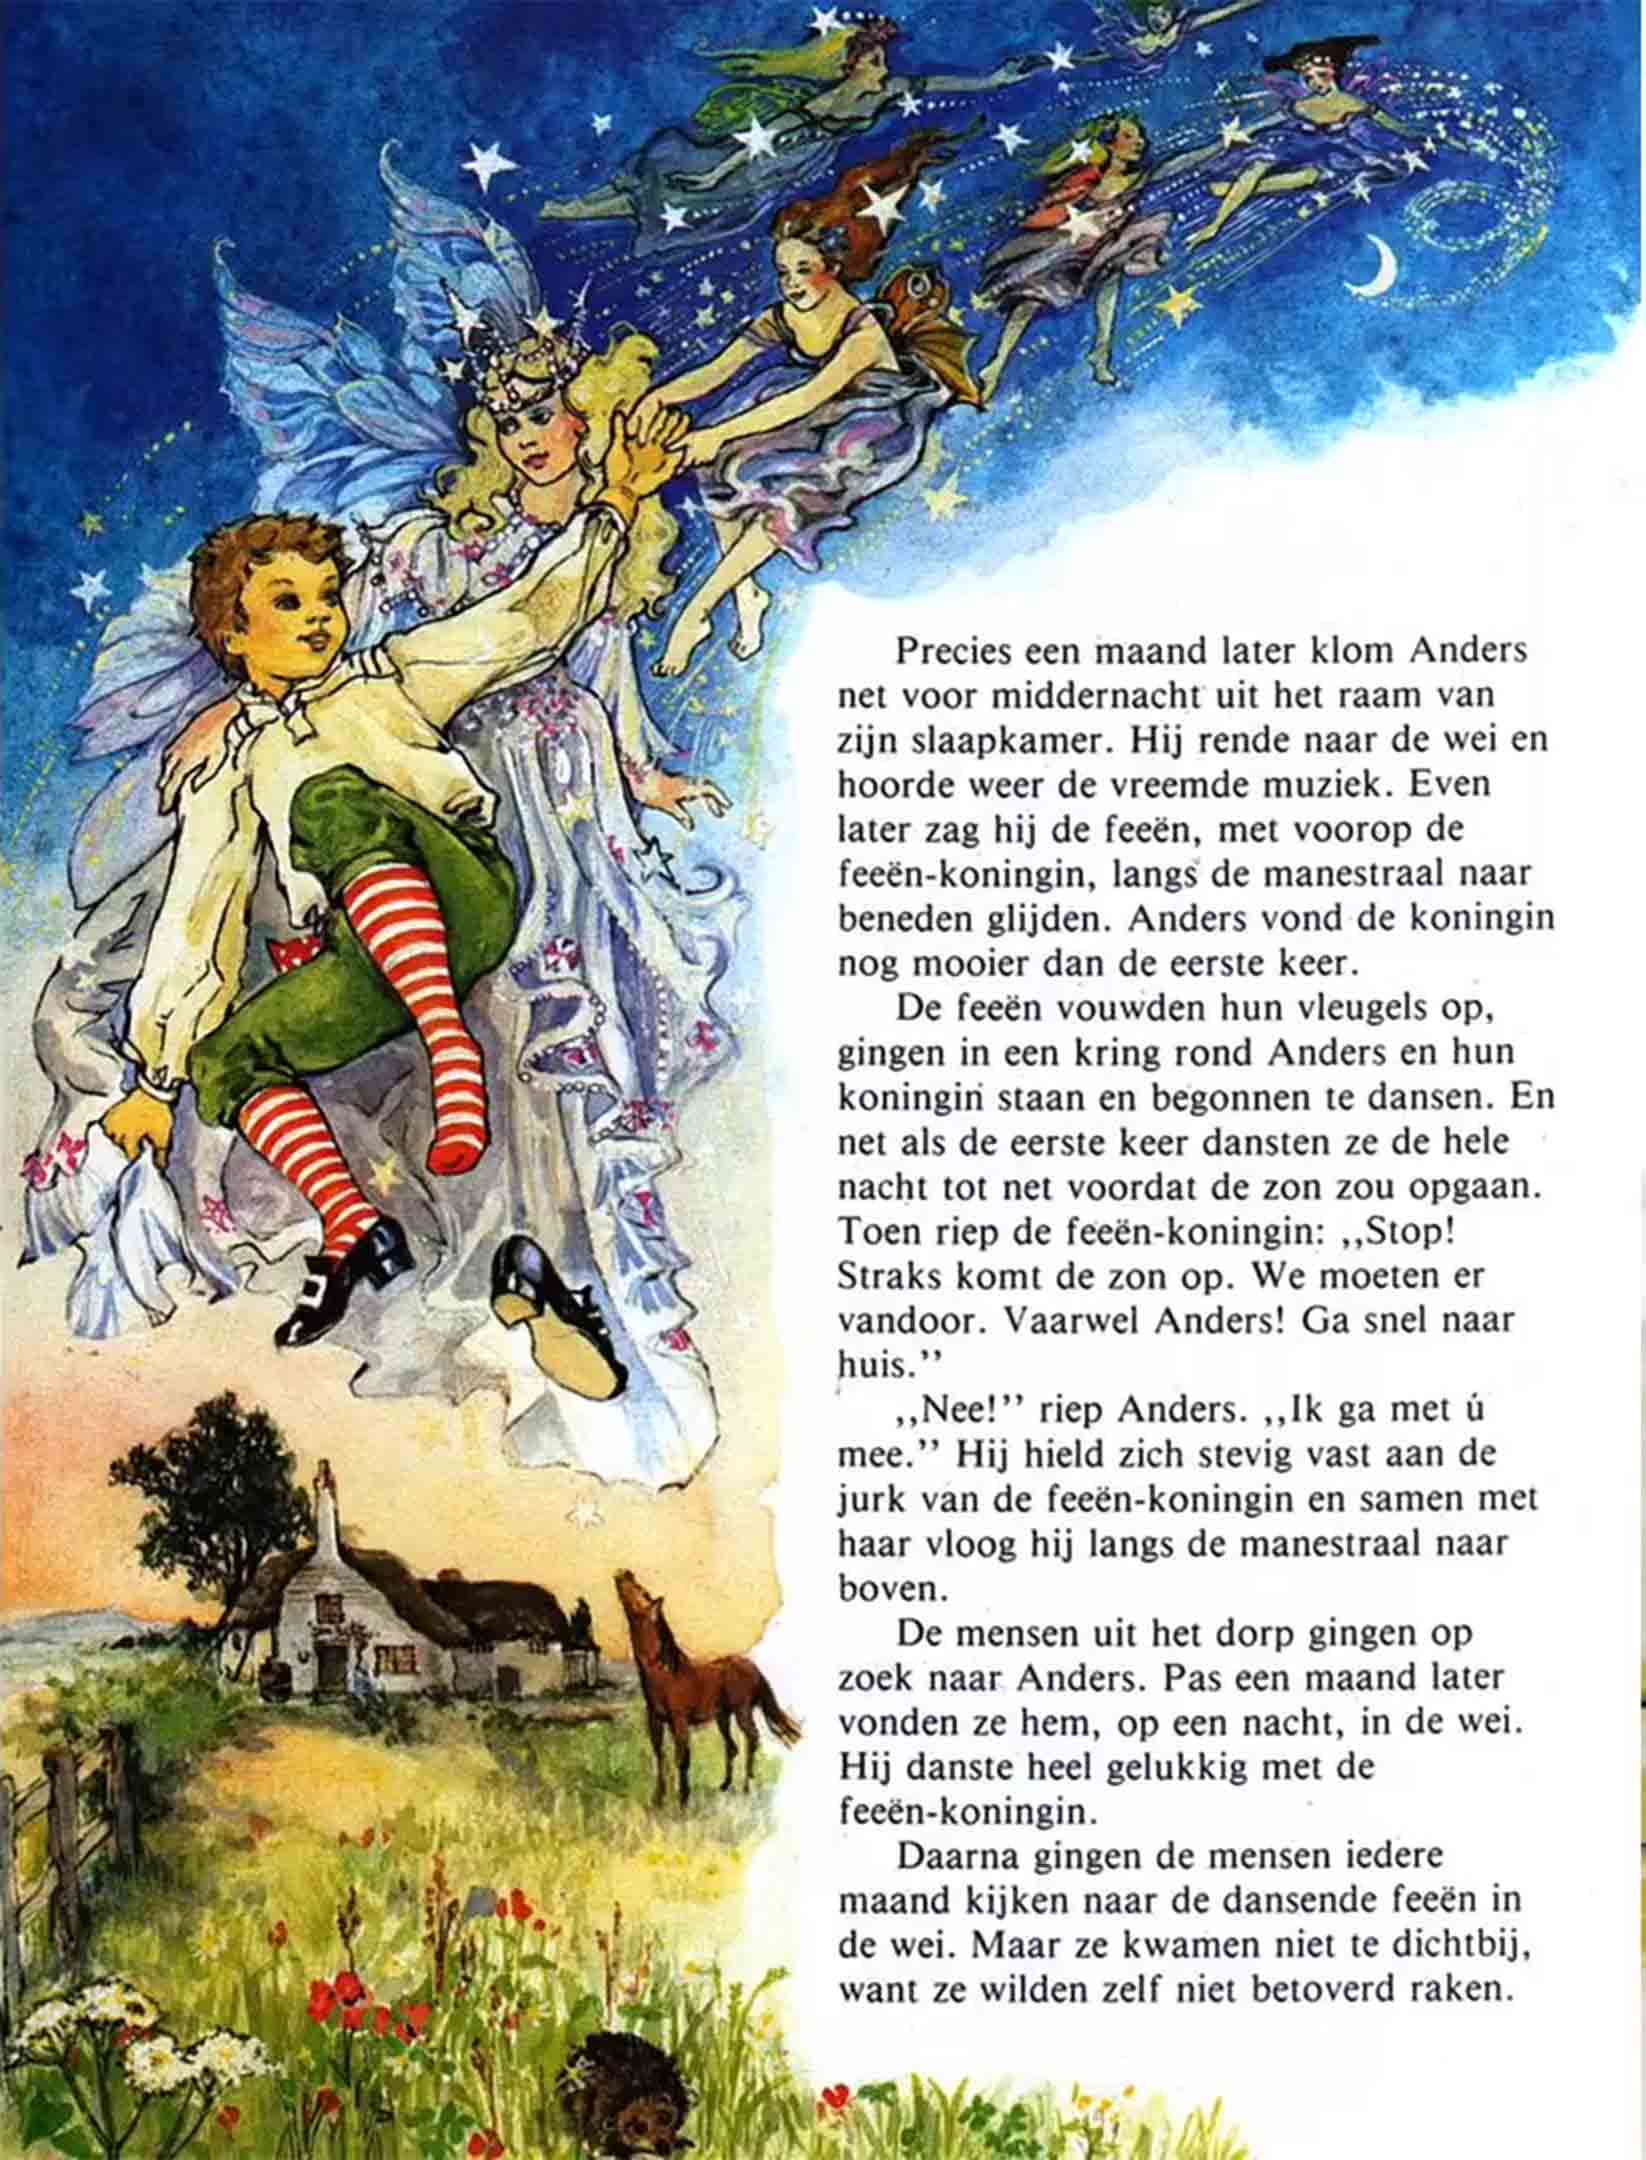 Precies een maand later klom Anders
net voor middernacht uit het raam van
zijn slaapkamer. Hij rende naar de wei en
hoorde weer de vreemde muziek. Even
later zag hij de feeën, met voorop de
feeën-koningin, langs de manestraal naar
beneden glijden. Anders vond de koningin
nog mooier dan de eerste keer.
De feeën vouwden hun vleugels op,
gingen in een kring rond Anders en hun
koningin staan en begonnen te dansen. En
net als de eerste keer dansten ze de hele
nacht tot net voordat de zon zou opgaan.
Toen riep de feeën-koningin: ,,Stop!
Straks komt de zon op. We moeten er
vandoor. Vaarwel Anders! Ga snel naar
huis.’’
,,Nee!’’ riep Anders. ,,Ik ga met ú
mee.’’ Hij hield zich stevig vast aan de
jurk van de feeën-koningin en samen met
haar vloog hij langs de manestraal naar
boven.
De mensen uit het dorp gingen op
zoek naar Anders. Pas een maand later
vonden ze hem, op een nacht, in de wei.
Hij danste heel gelukkig met de
feeën-koningin.
Daarna gingen de mensen iedere
maand kijken naar de dansende feeën in
de wei. Maar ze kwamen niet te dichtbij,
want ze wilden zelf niet betoverd raken.